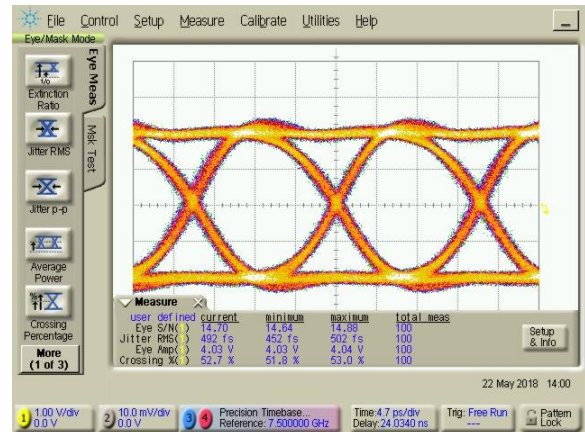 File Control Setup Measure Calibrate Utilities Help
Eye/Mask Mode
Eye Meas
Msk Test
Extinction
Ratio
Jitter RMS
Jitter p-p
Average
Power
Crossing
Percentage
More
(1 of 3)
Measure
user defined current minimum maximum total meas
Eye S/N( ) 14.70 14.64 14.88 100
Jitter RMS( ) 492 fs 452 fs 502 fs 100
Eye Amp( ) 4.03 V 4.03 V 4.04 V 100
Crossing %( ) 52.7 % 51.8 % 53.0 % 100
Setup
& Info
22 May 2018 14:00
1 1.00 V/div
0.0 V
2 10.0 mV/div
0.0 V
3 4 Precision Timebase...
Reference: 7.500000 GHz
Time:4.7 ps/div
Delay:24.0340 ns
Trig: Free Run
---
Pattern
Lock